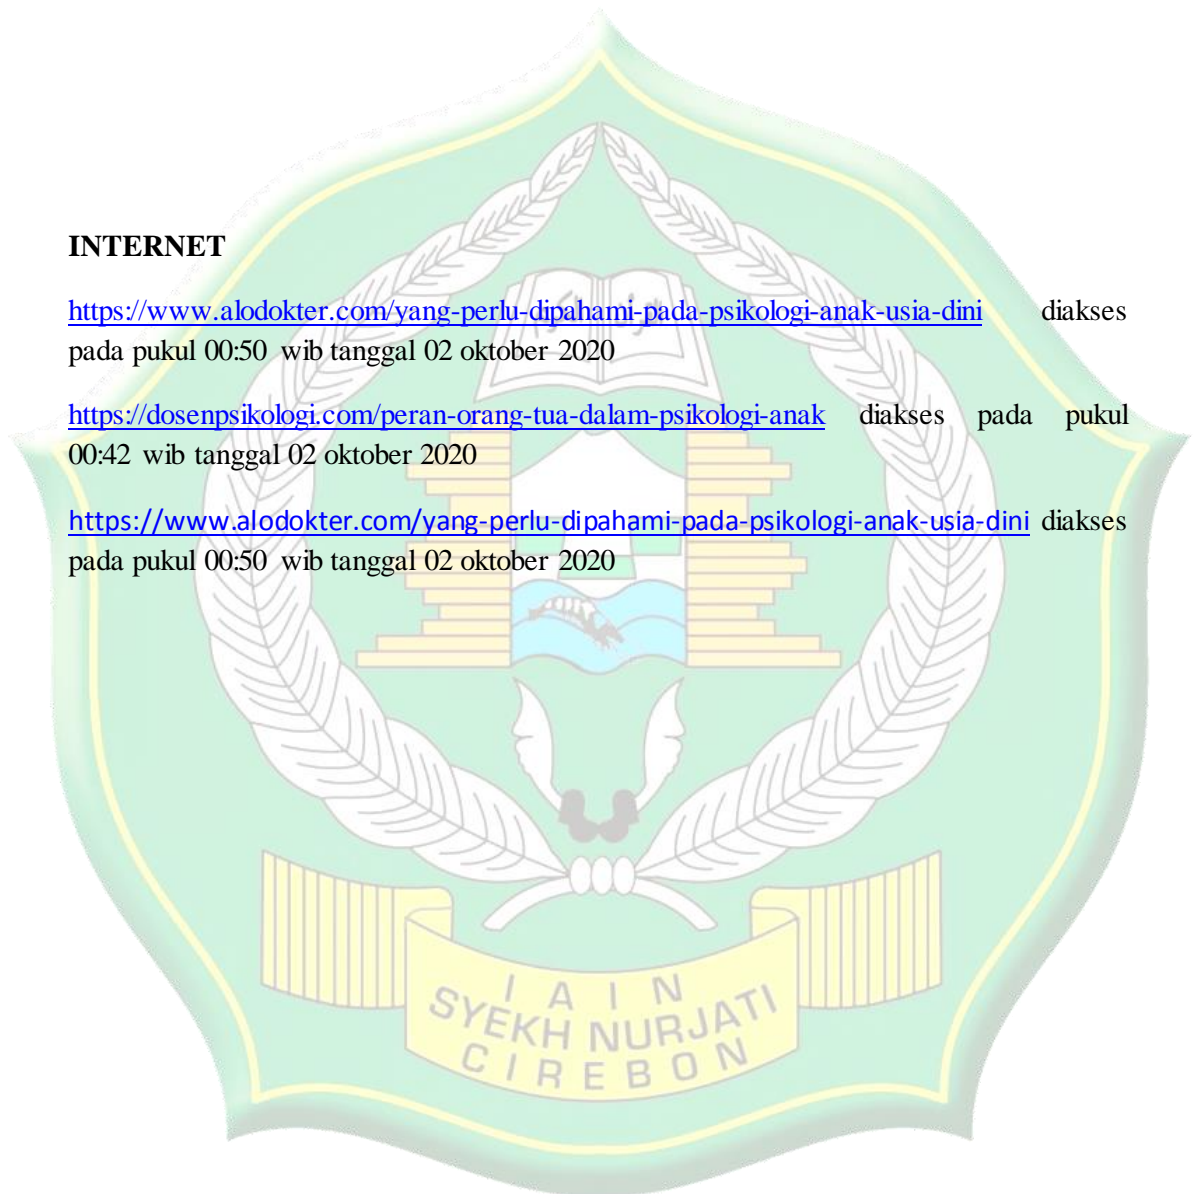 INTERNET
https://www.alodokter.com/yang-perlu-dipahami-pada-psikologi-anak-usia-dini diakses
pada pukul 00:50 wib tanggal 02 oktober 2020
https://dosenpsikologi.com/peran-orang-tua-dalam-psikologi-anak diakses pada pukul
00:42 wib tanggal 02 oktober 2020
https://www.alodokter.com/yang-perlu-dipahami-pada-psikologi-anak-usia-dini diakses
pada pukul 00:50 wib tanggal 02 oktober 2020
IAIN
SYEKH NURJATI
CIREBON